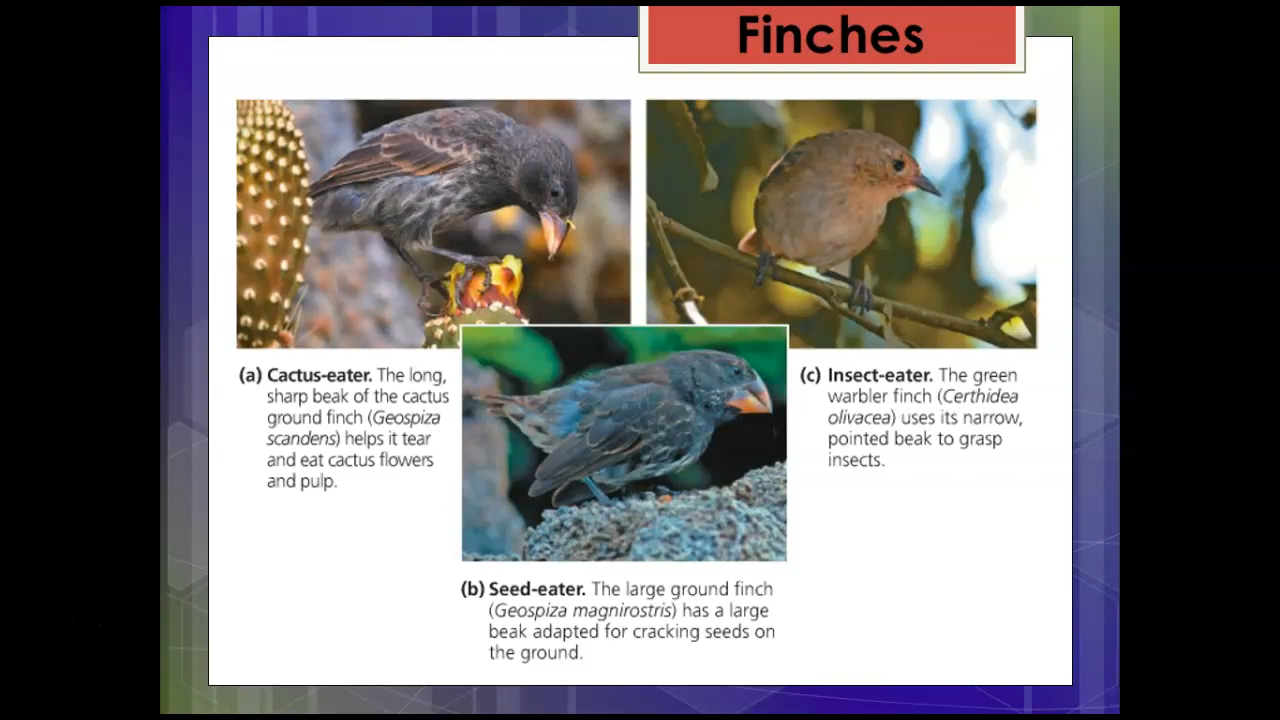 Finches
(a) Cactus-eater. The long,
sharp beak of the cactus
ground finch (Geospiza
scandens) helps it tear
and eat cactus flowers
and pulp.
(b) Seed-eater. The large ground finch
(Geospiza magnirostris) has a large
beak adapted for cracking seeds on
the ground.
(c) Insect-eater. The green
warbler finch (Certhidea
olivacea) uses its narrow,
pointed beak to grasp
insects.